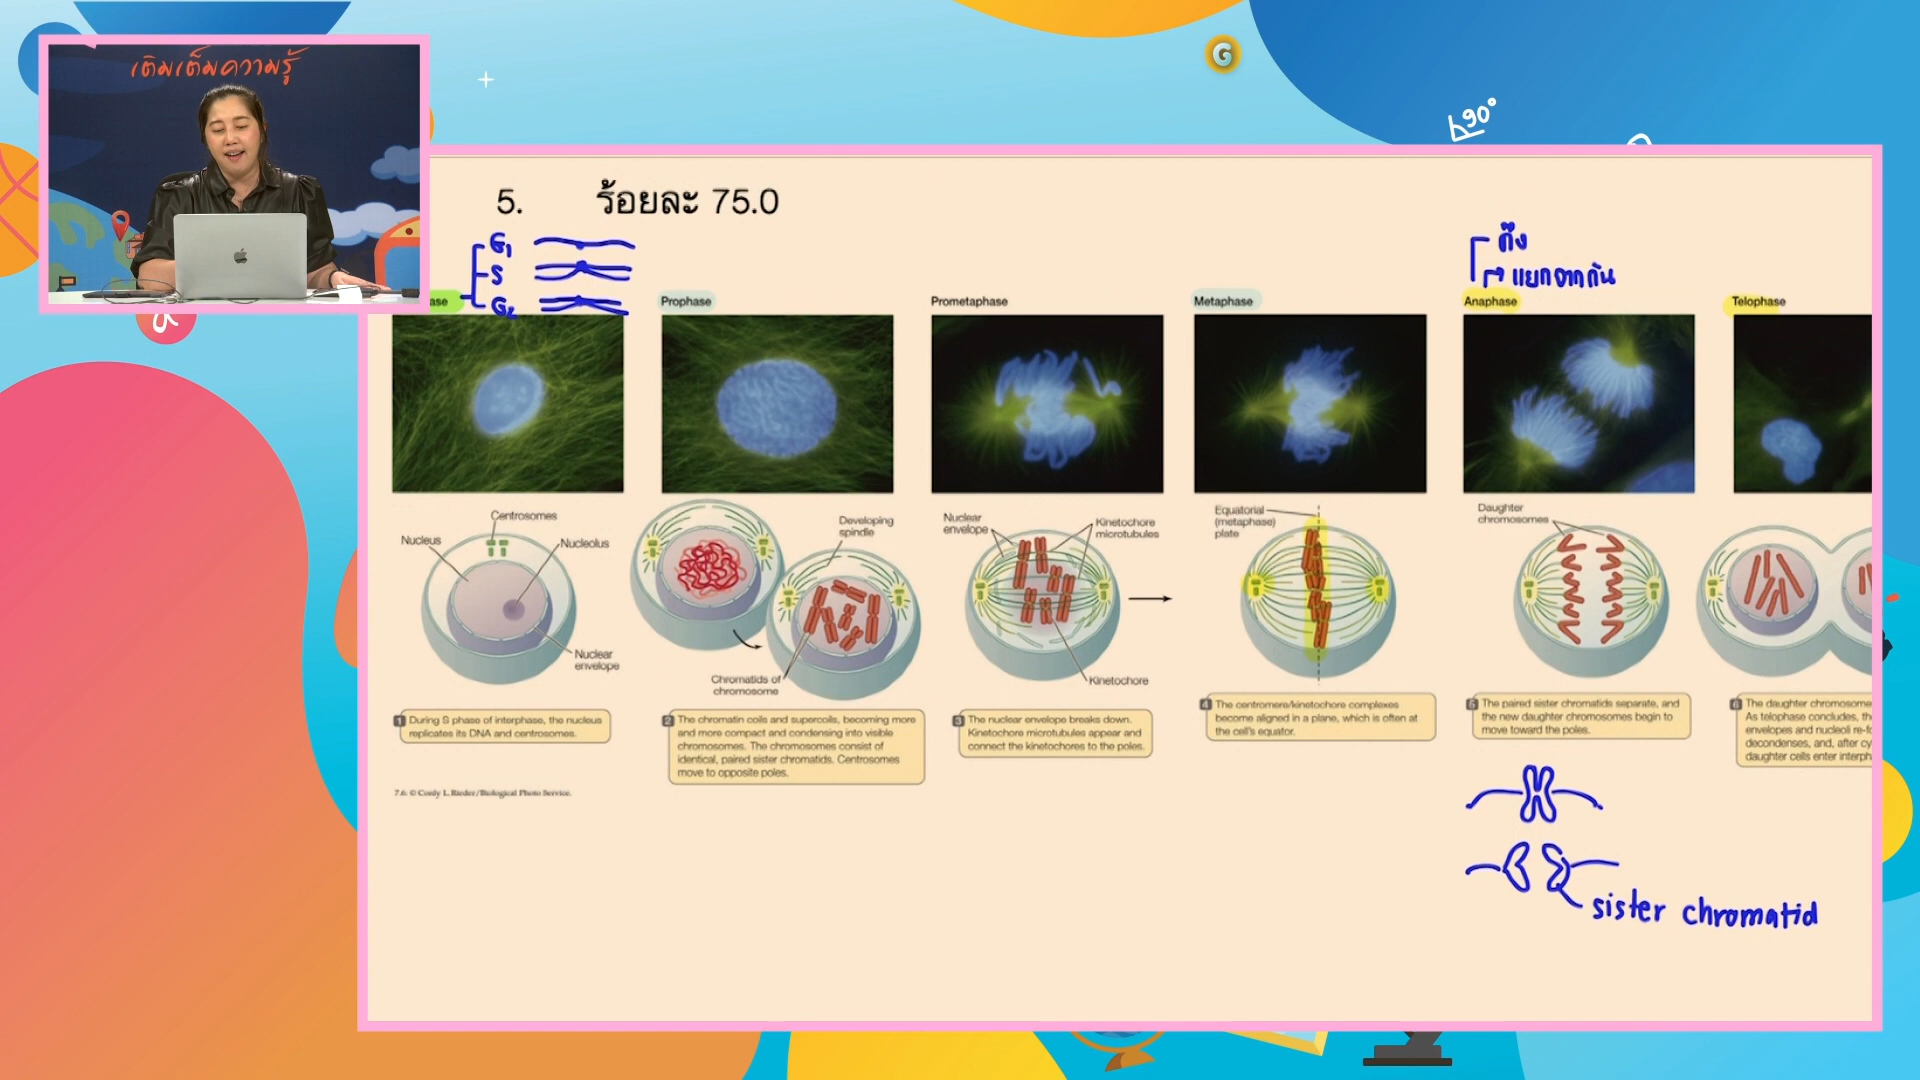 เติมเต็มความรู้
G
90°
5. ร้อยละ 75.0
G1
S
G2
ดึง
แยกจากกัน
ase
Prophase
Prometaphase
Metaphase
Anaphase
Telophase
Centrosomes
Nucleus
Nucleolus
Nuclear
envelope
Developing
spindle
Chromatids of
chromosome
Nuclear
envelope
Kinetochore
microtubules
Kinetochore
Equatorial
(metaphase)
plate
Daughter
chromosomes
1 During S phase of interphase, the nucleus
replicates its DNA and centrosomes.
2 The chromatin coils and supercoils, becoming more
and more compact and condensing into visible
chromosomes. The chromosomes consist of
identical, paired sister chromatids. Centrosomes
move to opposite poles.
3 The nuclear envelope breaks down.
Kinetochore microtubules appear and
connect the kinetochores to the poles.
4 The centromere/kinetochore complexes
become aligned in a plane, which is often at
the cell's equator.
5 The paired sister chromatids separate, and
the new daughter chromosomes begin to
move toward the poles.
6 The daughter chromosome
As telophase concludes, th
envelopes and nucleoli re-fo
decondenses, and, after cy
daughter cells enter interph
7.6: © Conly L. Rieder/Biological Photo Service.
sister chromatid